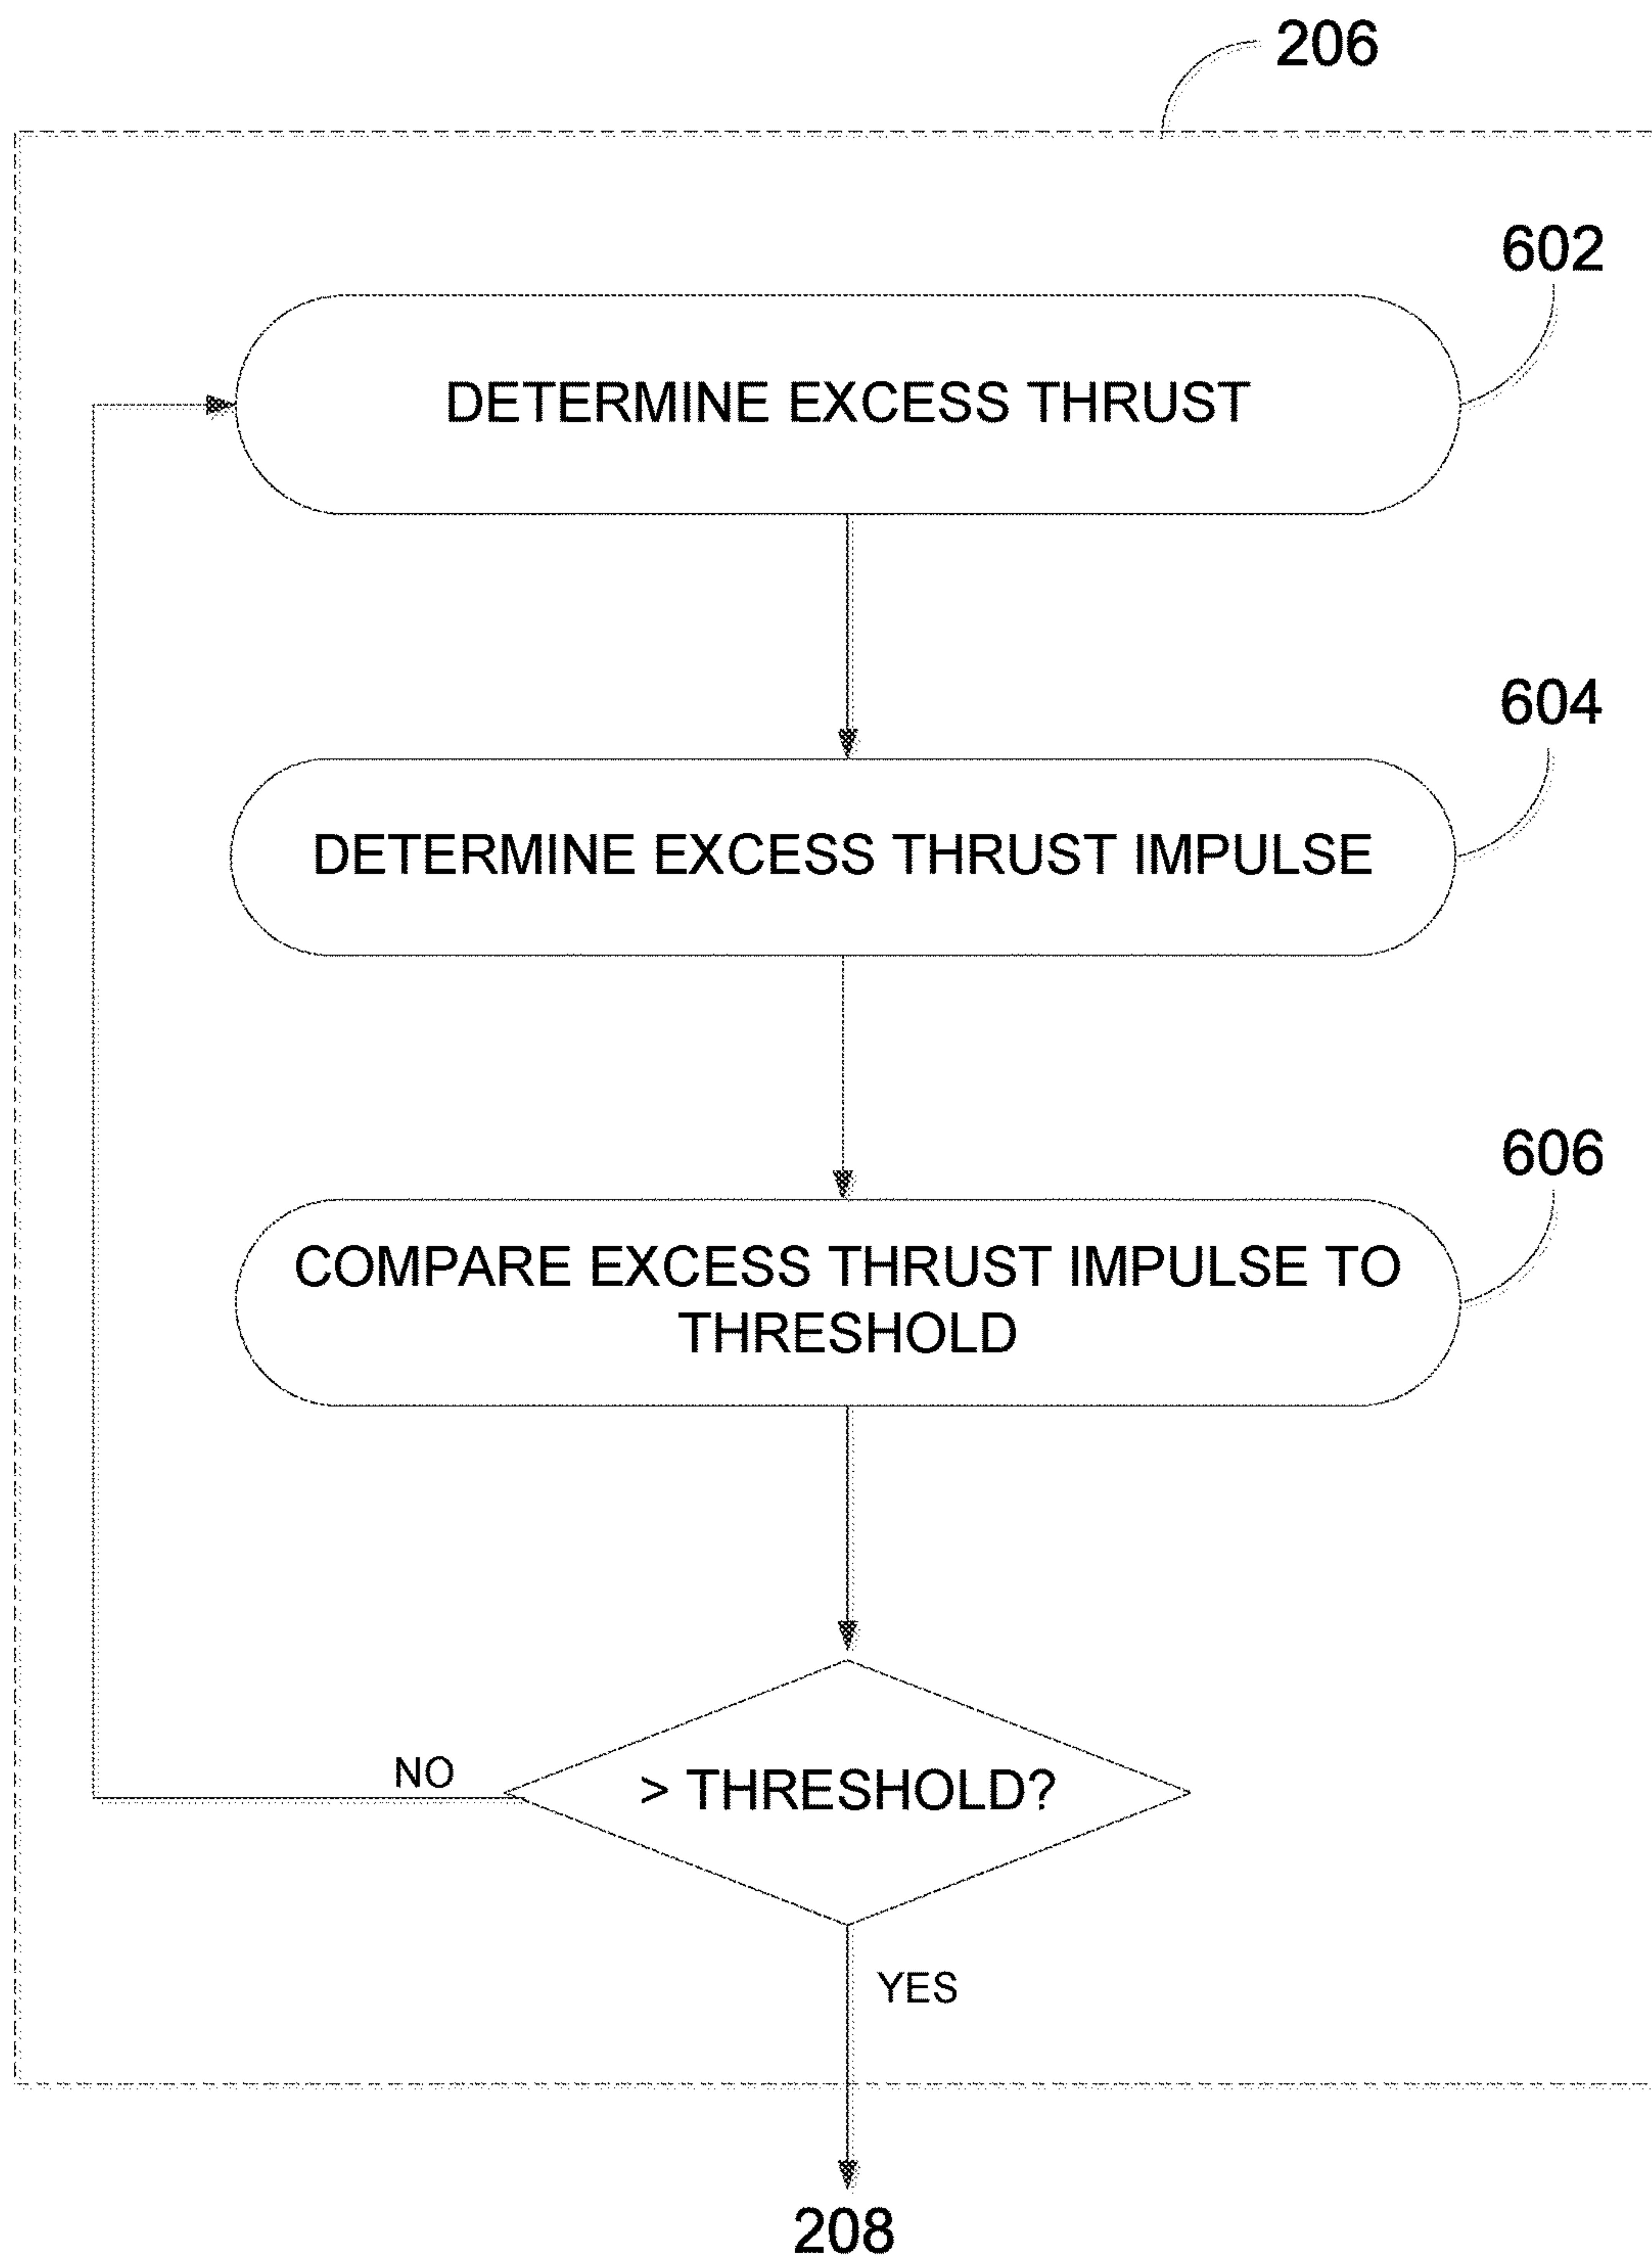 206
602
DETERMINE EXCESS THRUST
604
DETERMINE EXCESS THRUST IMPULSE
606
COMPARE EXCESS THRUST IMPULSE TO
THRESHOLD
NO
> THRESHOLD?
YES
208